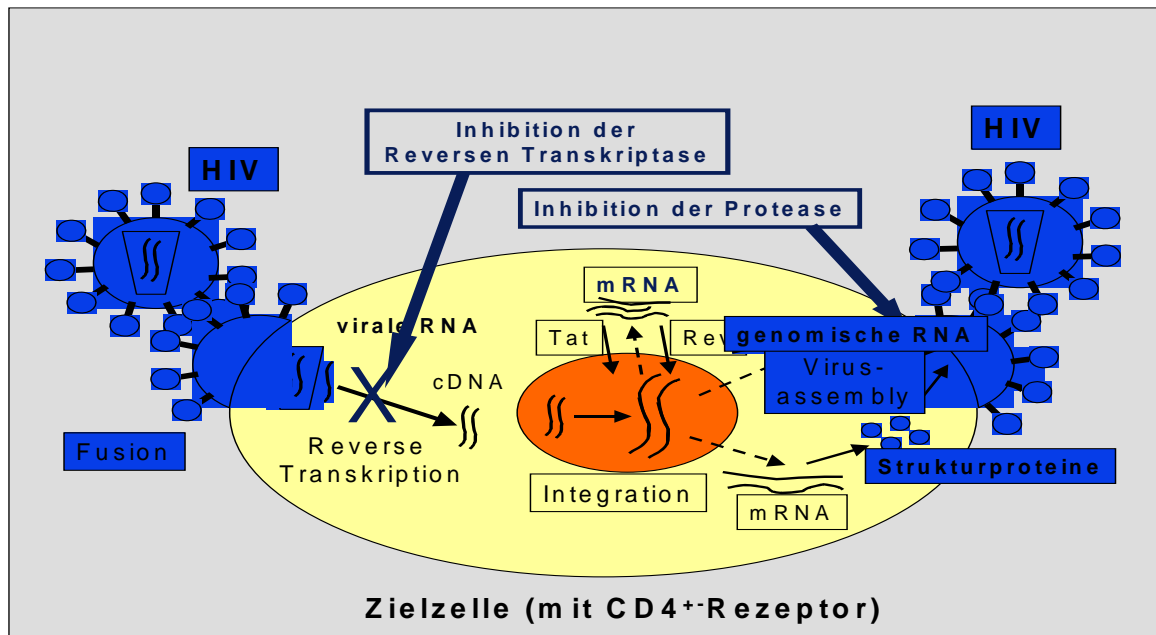 Inhibition der
Reversen Transkriptase
HIV
HIV
Inhibition der Protease
mRNA
virale RNA
Tat
Rev
genomische RNA
Virus-
assembly
cDNA
Fusion
Reverse
Transkription
Integration
Strukturproteine
mRNA
Zielzelle (mit CD4⁺⁻Rezeptor)